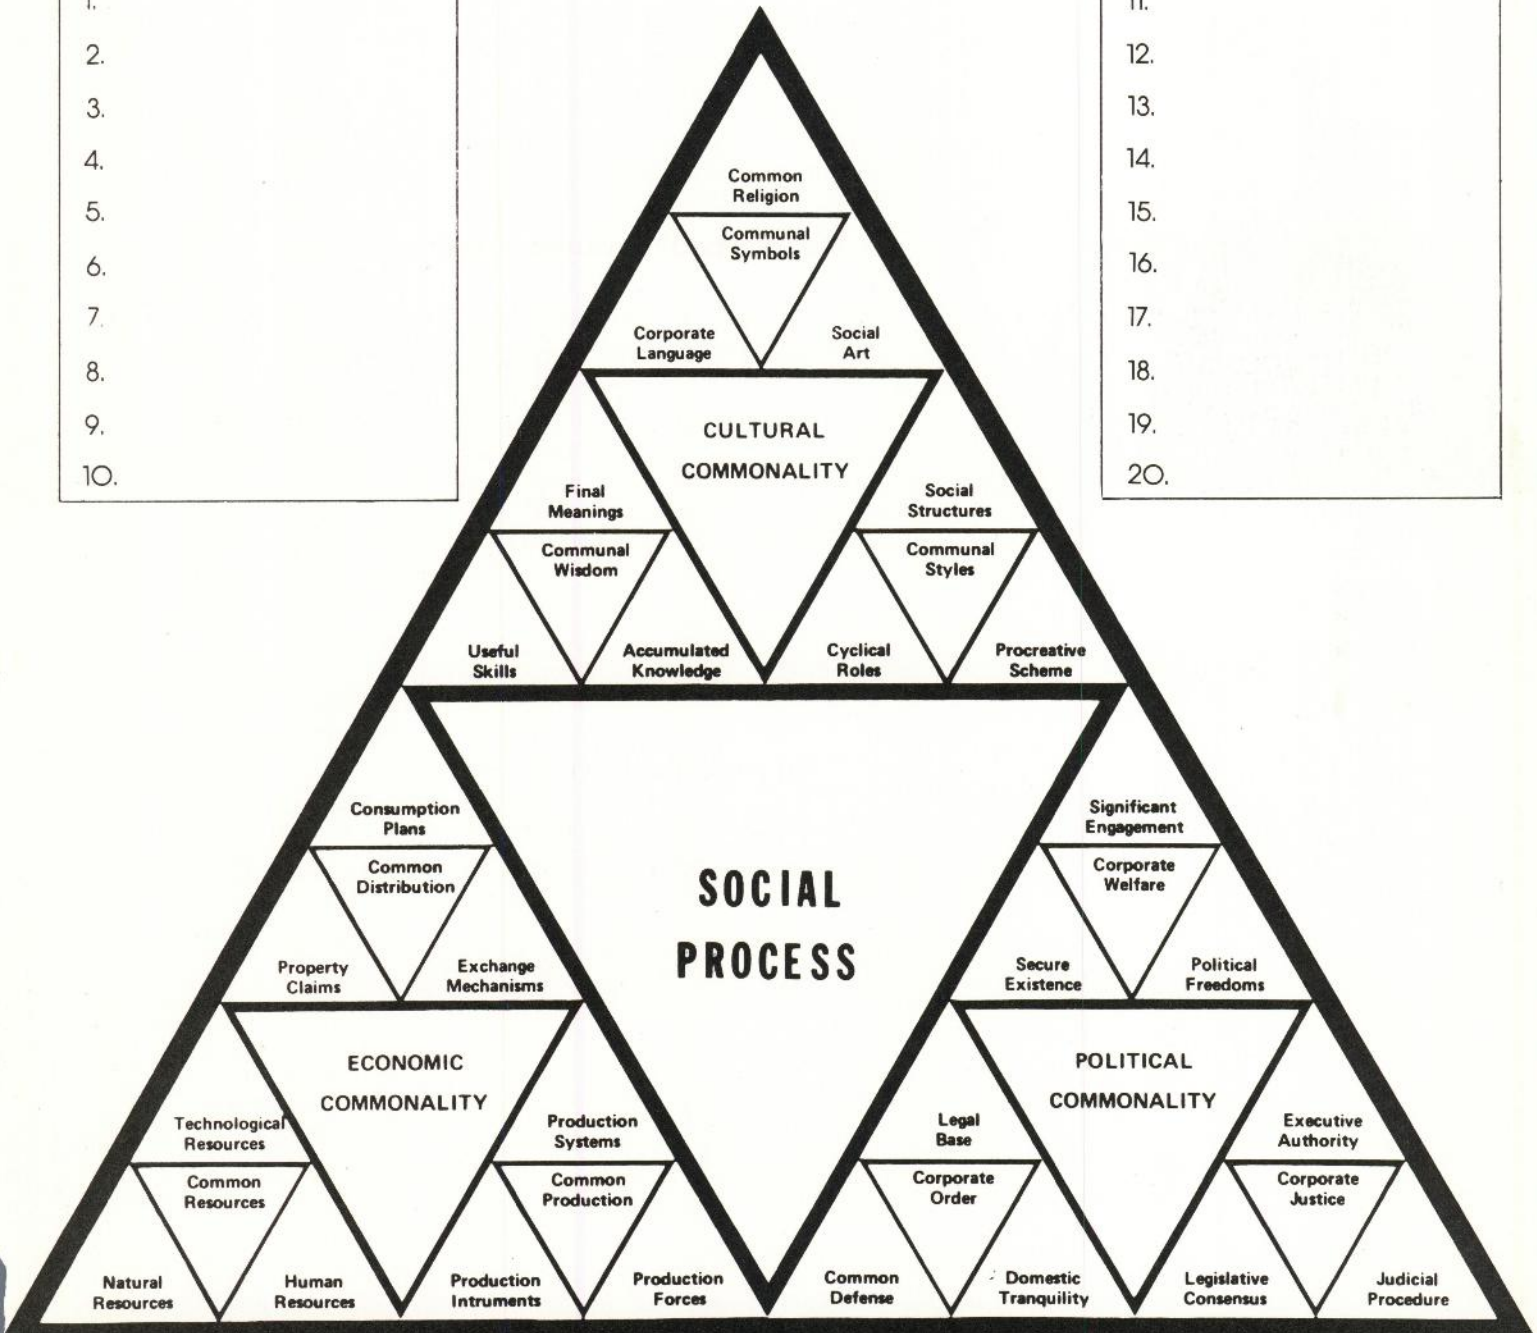 1.
2.
3.
4.
5.
6.
7.
8.
9.
10.
11.
12.
13.
14.
15.
16.
17.
18.
19.
20.
Common
Religion
Communal
Symbols
Corporate
Language
Social
Art
CULTURAL
COMMONALITY
Final
Meanings
Communal
Wisdom
Useful
Skills
Accumulated
Knowledge
Social
Structures
Communal
Styles
Cyclical
Roles
Procreative
Scheme
SOCIAL
PROCESS
Consumption
Plans
Common
Distribution
Property
Claims
Exchange
Mechanisms
ECONOMIC
COMMONALITY
Technological
Resources
Common
Resources
Natural
Resources
Human
Resources
Production
Systems
Common
Production
Production
Intruments
Production
Forces
Significant
Engagement
Corporate
Welfare
Secure
Existence
Political
Freedoms
POLITICAL
COMMONALITY
Legal
Base
Corporate
Order
Common
Defense
Domestic
Tranquility
Executive
Authority
Corporate
Justice
Legislative
Consensus
Judicial
Procedure